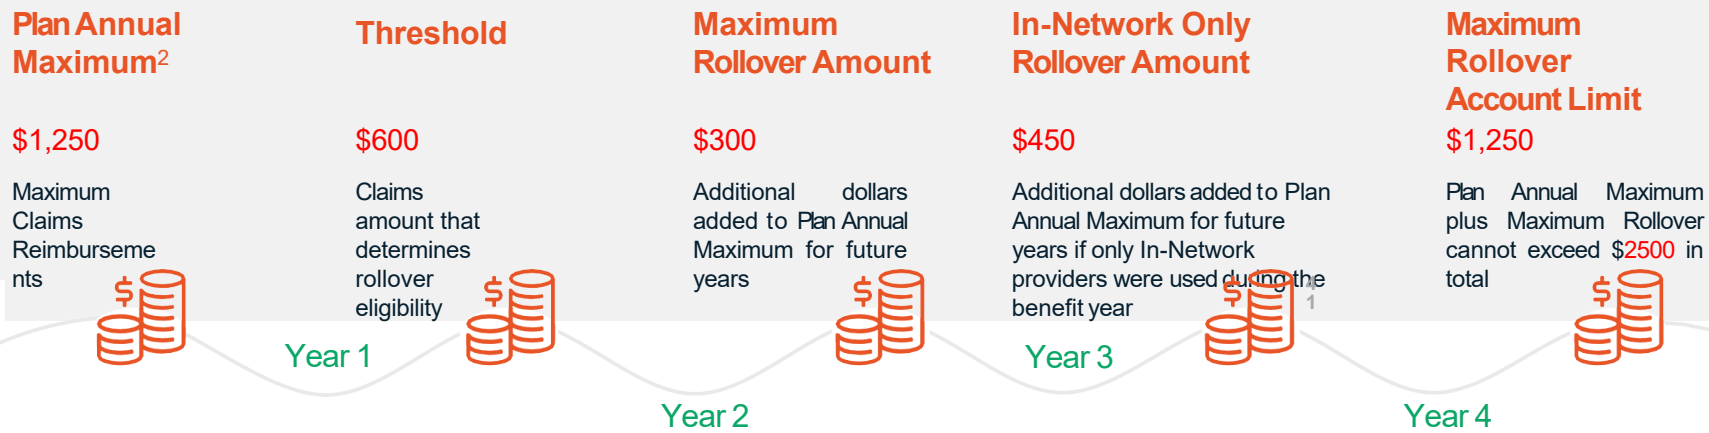 Plan Annual
Maximum2
$1,250
Maximum
Claims
Reimburseme
nts
Threshold
$600
Claims
amount that
determines
rollover
eligibility
Maximum
Rollover Amount
$300
Additional dollars
added to Plan Annual
Maximum for future
years
In-Network Only
Rollover Amount
$450
Additional dollars added to Plan
Annual Maximum for future
years if only In-Network
providers were used during the
benefit year
4
1
Maximum
Rollover
Account Limit
$1,250
Plan Annual Maximum
plus Maximum Rollover
cannot exceed $2500 in
total
$
$
$
$
$
Year 1
Year 2
Year 3
Year 4